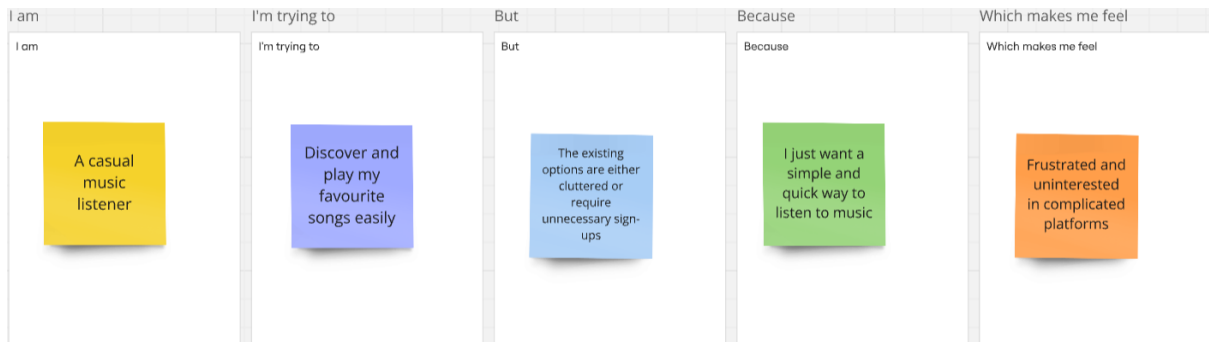 I am
I'm trying to
But
Because
Which makes me feel
I am
I'm trying to
But
Because
Which makes me feel
A casual
music
listener
Discover and
play my
favourite
songs easily
The existing
options are either
cluttered or
require
unnecessary sign-
ups
I just want a
simple and
quick way to
listen to music
Frustrated and
uninterested
in complicated
platforms